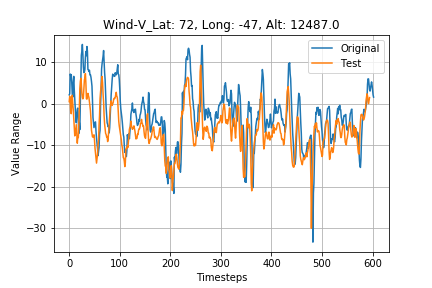 Wind-V_Lat: 72, Long: -47, Alt: 12487.0
Original
Test
Value Range
10
0
−10
−20
−30
0 100 200 300 400 500 600
Timesteps